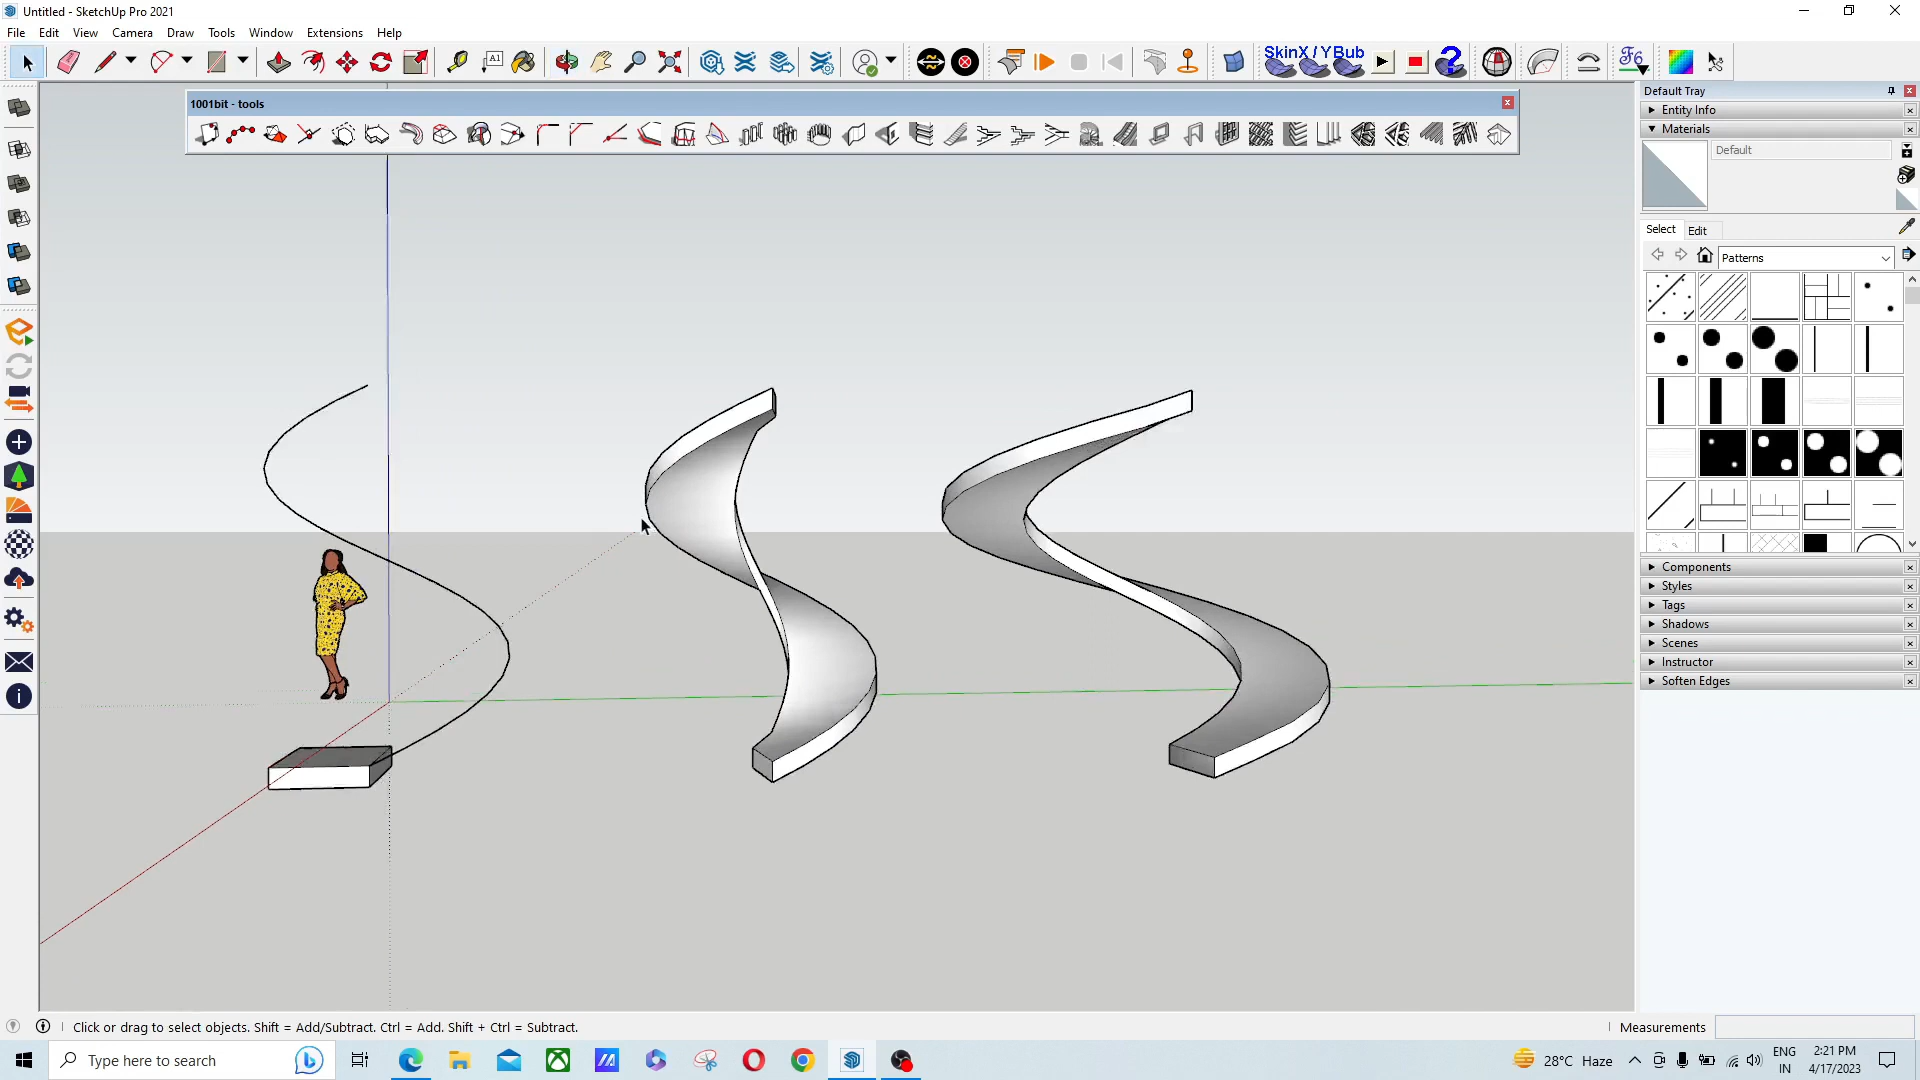 Untitled - SketchUp Pro 2021
File Edit View Camera Draw Tools Window Extensions Help
A1
SkinX / YBub
?
F6
1001bit - tools
Default Tray
Entity Info
Materials
Default
Select Edit
Patterns
Components
Styles
Tags
Shadows
Scenes
Instructor
Soften Edges
Click or drag to select objects. Shift = Add/Subtract. Ctrl = Add. Shift + Ctrl = Subtract.
Measurements
Type here to search
28°C Haze
ENG
IN
2:21 PM
4/17/2023